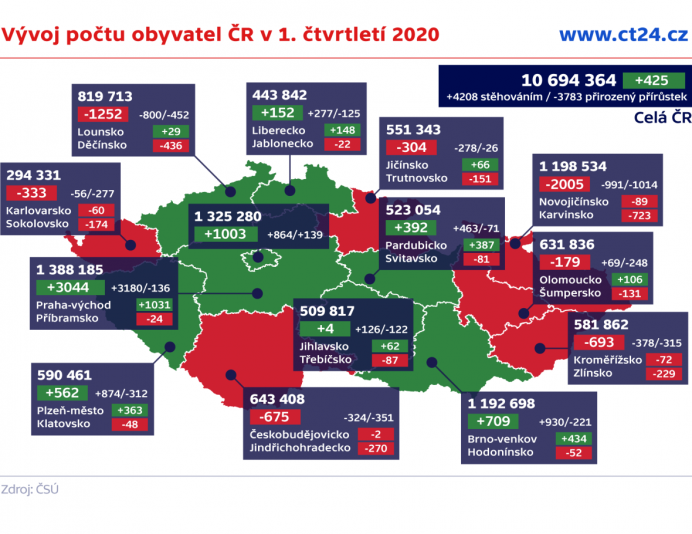 Vývoj počtu obyvatel ČR v 1. čtvrtletí 2020
www.ct24.cz
10 694 364 +425
+4208 stěhováním / -3783 přirozený přírůstek
Celá ČR
819 713
-1252 -800/-452
Lounsko +29
Děčínsko -436
443 842
+152 +277/-125
Liberecko +148
Jablonecko -22
551 343
-304 -278/-26
Jičínsko +66
Trutnovsko -151
1 198 534
-2005 -991/-1014
Novojičínsko -89
Karvinsko -723
294 331
-333 -56/-277
Karlovarsko -60
Sokolovsko -174
1 325 280
+1003 +864/+139
523 054
+392 +463/-71
Pardubicko +387
Svitavsko -81
631 836
-179 +69/-248
Olomoucko +106
Šumpersko -131
1 388 185
+3044 +3180/-136
Praha-východ +1031
Příbramsko -24
509 817
+4 +126/-122
Jihlavsko +62
Třebíčsko -87
581 862
-693 -378/-315
Kroměřížsko -72
Zlínsko -229
590 461
+562 +874/-312
Plzeň-město +363
Klatovsko -48
643 408
-675 -324/-351
Českobudějovicko -2
Jindřichohradecko -270
1 192 698
+709 +930/-221
Brno-venkov +434
Hodonínsko -52
Zdroj: ČSÚ